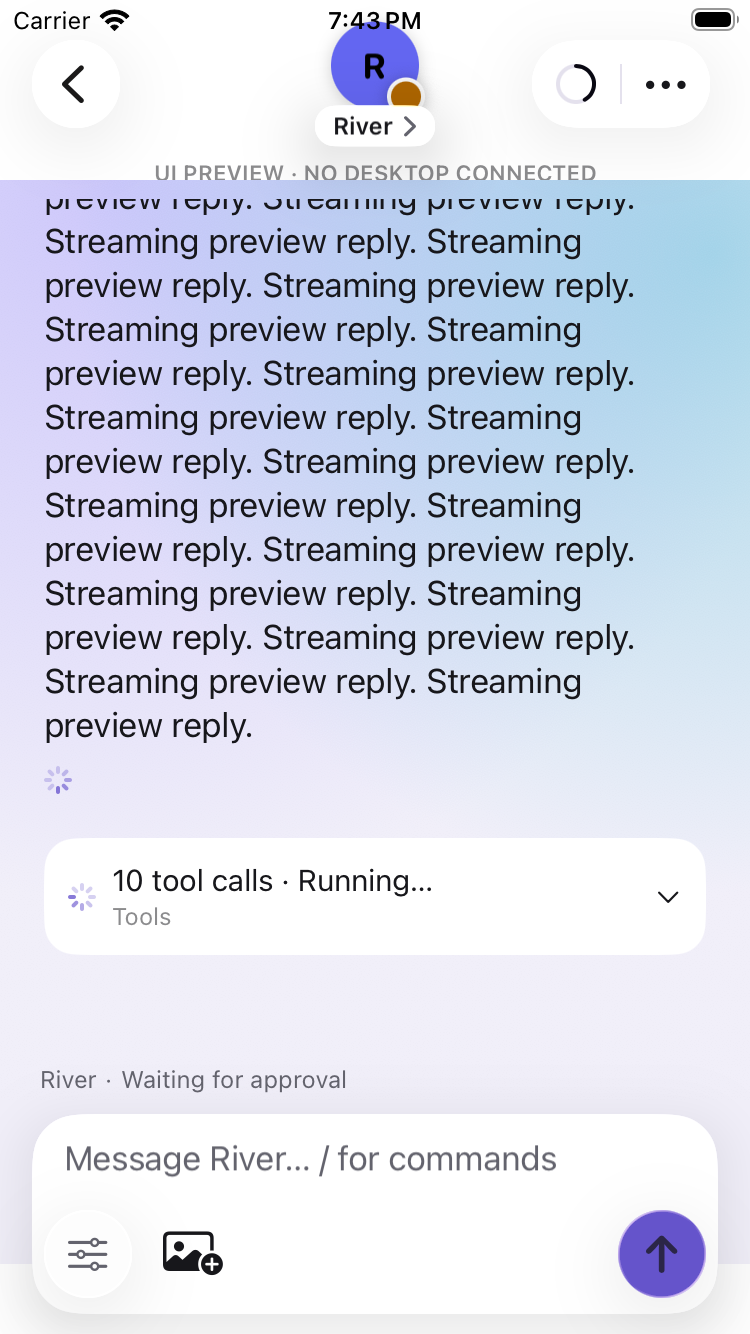 Carrier
7:43 PM
R
River
UI PREVIEW · NO DESKTOP CONNECTED
preview reply. Streaming preview reply.
Streaming preview reply. Streaming
preview reply. Streaming preview reply.
Streaming preview reply. Streaming
preview reply. Streaming preview reply.
Streaming preview reply. Streaming
preview reply. Streaming preview reply.
Streaming preview reply. Streaming
preview reply. Streaming preview reply.
Streaming preview reply. Streaming
preview reply. Streaming preview reply.
Streaming preview reply. Streaming
preview reply.
10 tool calls · Running...
Tools
River · Waiting for approval
Message River... / for commands